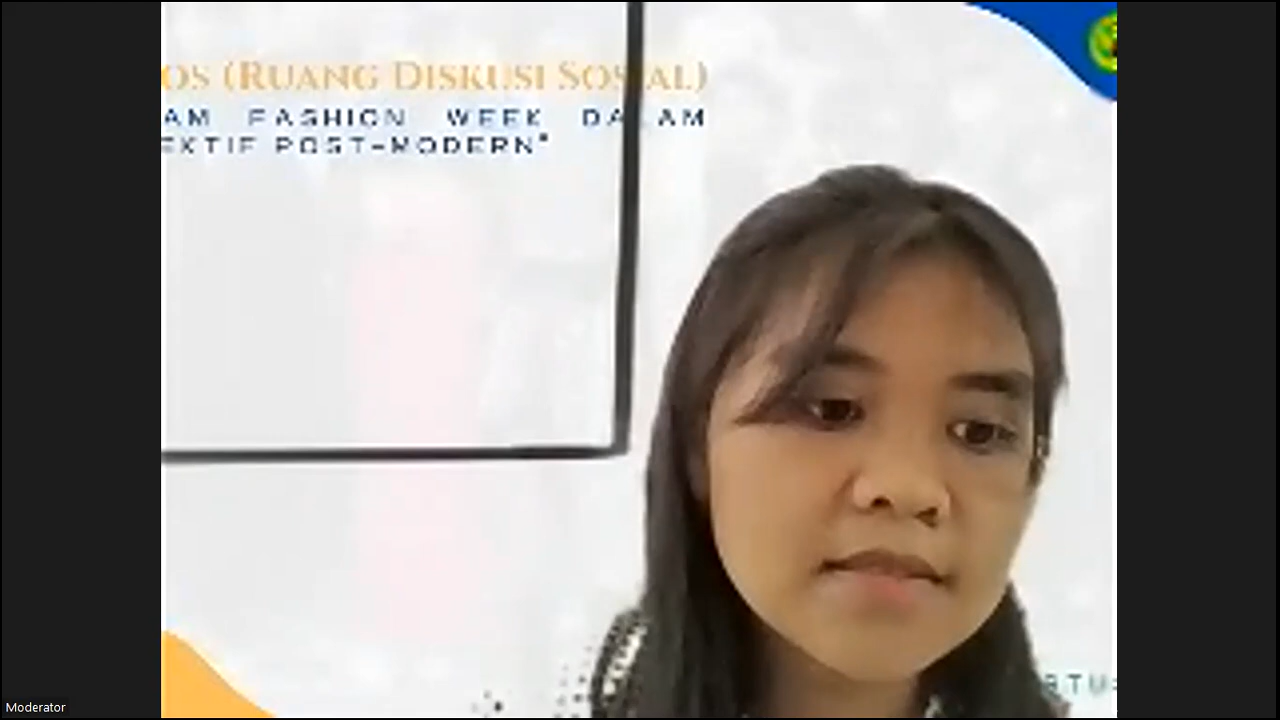 OS (RUANG DISKUSI SOSIAL)
AM FASHION WEEK DALAM
EKTIF POST-MODERN"
Moderator